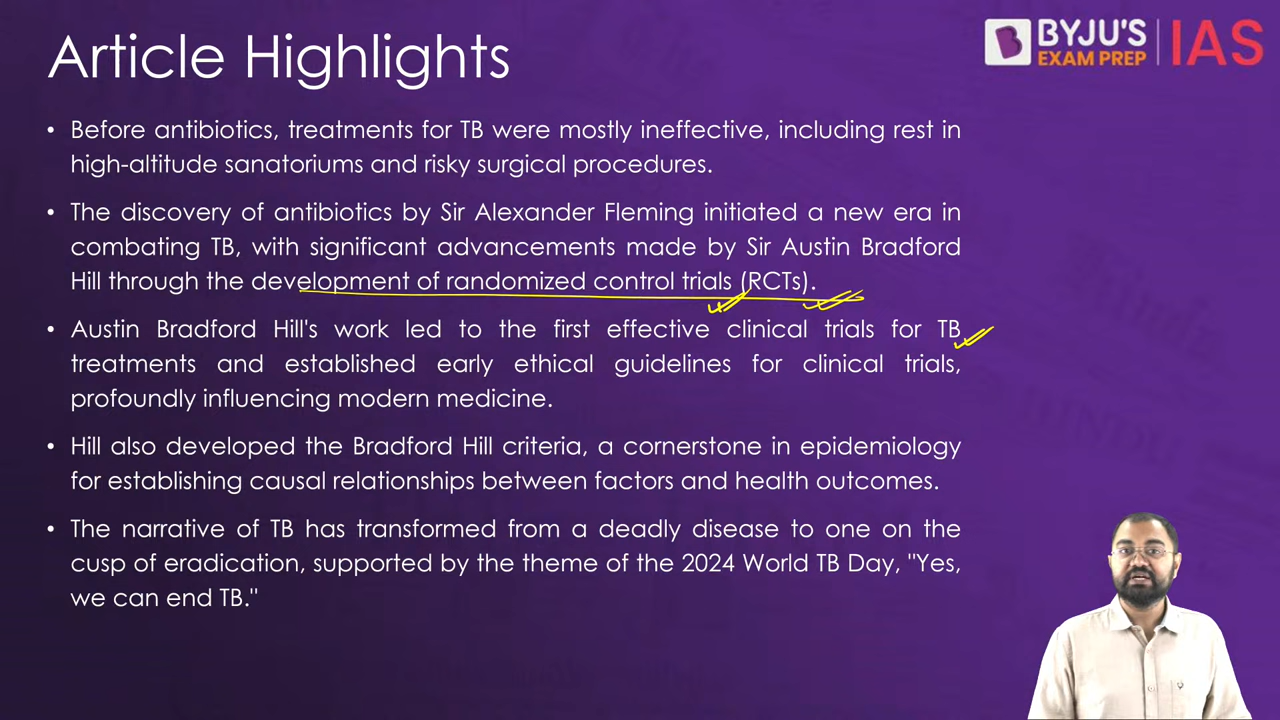 Article Highlights
BYJU'S
EXAM PREP
IAS
• Before antibiotics, treatments for TB were mostly ineffective, including rest in
high-altitude sanatoriums and risky surgical procedures.
• The discovery of antibiotics by Sir Alexander Fleming initiated a new era in
combating TB, with significant advancements made by Sir Austin Bradford
Hill through the development of randomized control trials (RCTs).
• Austin Bradford Hill's work led to the first effective clinical trials for TB
treatments and established early ethical guidelines for clinical trials,
profoundly influencing modern medicine.
• Hill also developed the Bradford Hill criteria, a cornerstone in epidemiology
for establishing causal relationships between factors and health outcomes.
• The narrative of TB has transformed from a deadly disease to one on the
cusp of eradication, supported by the theme of the 2024 World TB Day, "Yes,
we can end TB."